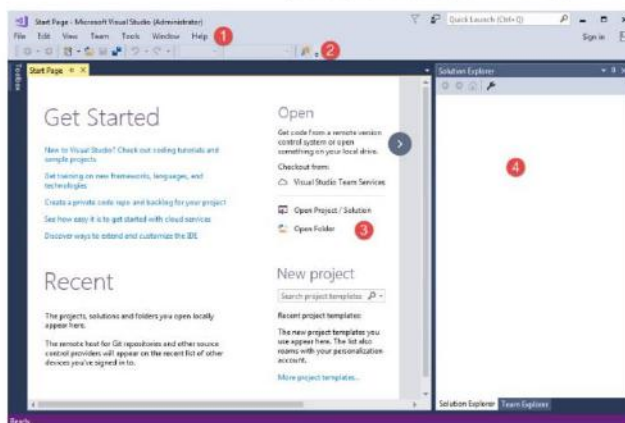 Start Page - Microsoft Visual Studio (Administrator)
Quick Launch (Ctrl+Q)
File Edit View Team Tools Window Help
1
Sign in
2
Toolbox
Start Page
Solution Explorer
Get Started
New to Visual Studio? Check out coding tutorials and
sample projects
Get training on new frameworks, languages, and
technologies
Create a private code repo and backlog for your project
See how easy it is to get started with cloud services
Discover ways to extend and customize the IDE
Recent
The projects, solutions and folders you open locally
appear here.
The remote host for Git repositories and other source
control providers will appear on the recent list of other
devices you've signed in to.
Open
Get code from a remote version
control system or open
something on your local drive.
Checkout from:
Visual Studio Team Services
Open Project / Solution
Open Folder
3
New project
Search project templates
Recent project templates:
The new project templates you
use appear here. The list also
roams with your personalization
account.
More project templates...
4
Solution Explorer Team Explorer
Ready